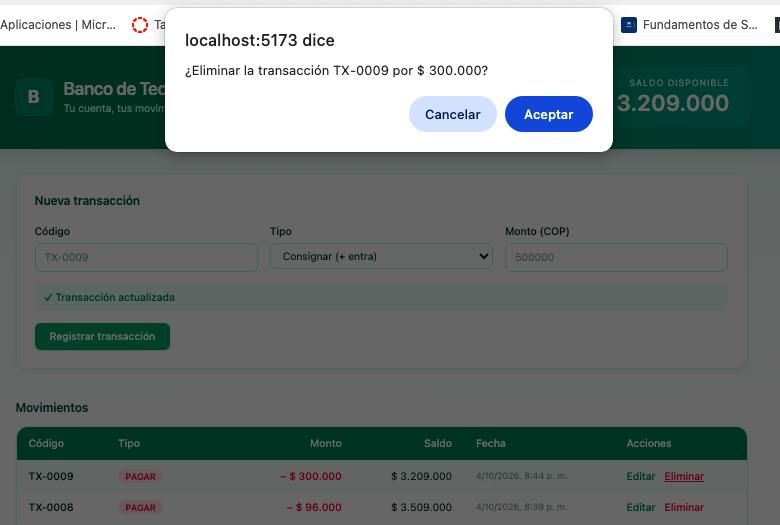 Aplicaciones | Micr...
Ta
Fundamentos de S...
localhost:5173 dice
¿Eliminar la transacción TX-0009 por $ 300.000?
Cancelar
Aceptar
B
Banco de Tec
Tu cuenta, tus movim
SALDO DISPONIBLE
3.209.000
Nueva transacción
Código
Tipo
Monto (COP)
TX-0009
Consignar (+ entra)
500000
✓ Transacción actualizada
Registrar transacción
Movimientos
Código Tipo Monto Saldo Fecha Acciones
TX-0009 PAGAR – $ 300.000 $ 3.209.000 4/10/2026, 8:44 p. m. Editar Eliminar
TX-0008 PAGAR – $ 96.000 $ 3.509.000 4/10/2026, 8:39 p. m. Editar Eliminar